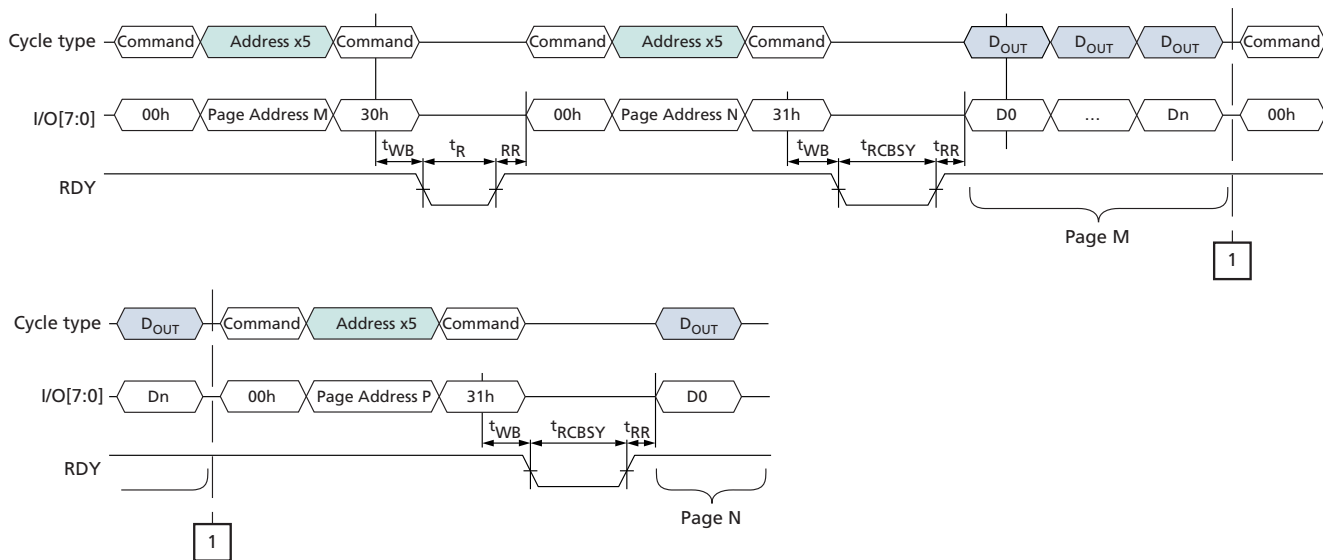 Cycle type Command Address x5 Command Command Address x5 Command DOUT DOUT DOUT Command
I/O[7:0] 00h Page Address M 30h 00h Page Address N 31h D0 ... Dn 00h
tWB tR RR tWB tRCBSY tRR
RDY
Page M
1
Cycle type DOUT Command Address x5 Command DOUT
I/O[7:0] Dn 00h Page Address P 31h D0
tWB tRCBSY tRR
RDY
Page N
1